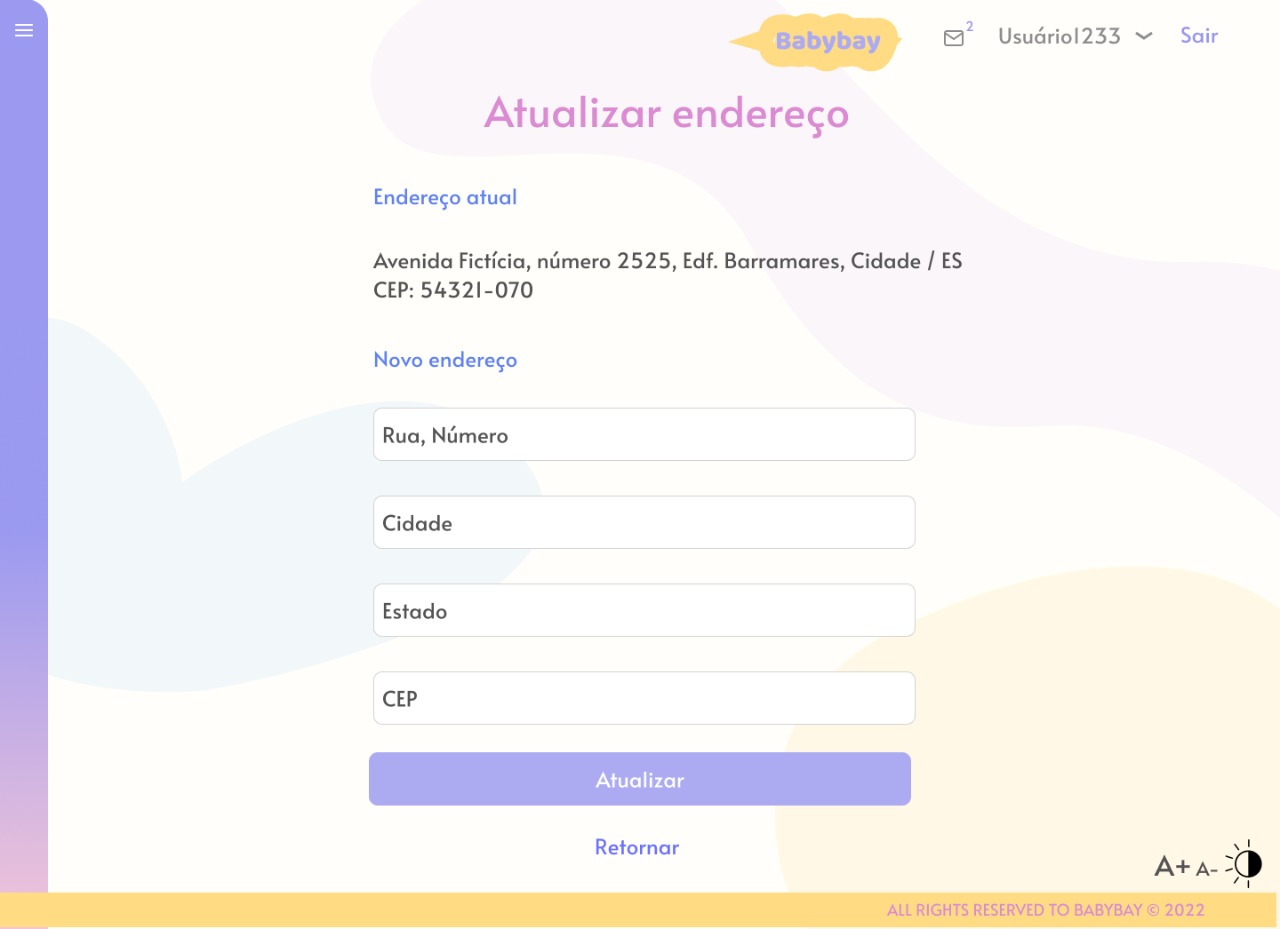 Babybay
2
Usuário1233
Sair
Atualizar endereço
Endereço atual
Avenida Fictícia, número 2525, Edf. Barramares, Cidade / ES
CEP: 54321-070
Novo endereço
Rua, Número
Cidade
Estado
CEP
Atualizar
Retornar
A+ A-
ALL RIGHTS RESERVED TO BABYBAY © 2022